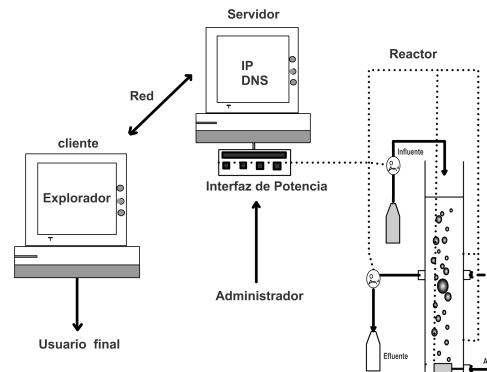 Servidor
IP
DNS
Reactor
Red
cliente
Influente
Explorador
Interfaz de Potencia
Administrador
Usuario final
Efluente
A